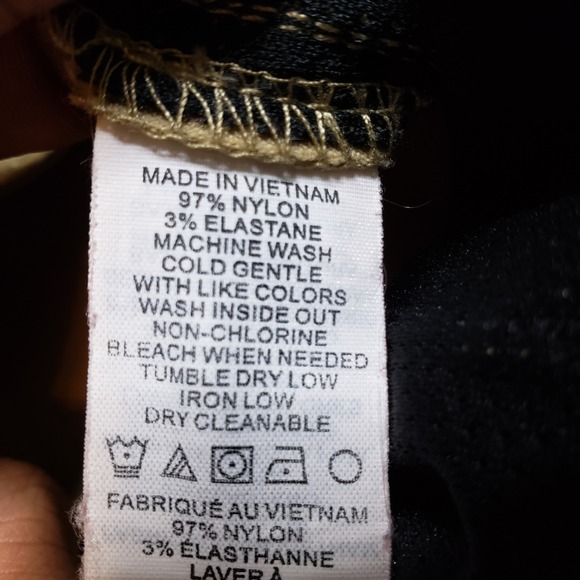 MADE IN VIETNAM
97% NYLON
3% ELASTANE
MACHINE WASH
COLD GENTLE
WITH LIKE COLORS
WASH INSIDE OUT
NON-CHLORINE
BLEACH WHEN NEEDED
TUMBLE DRY LOW
IRON LOW
DRY CLEANABLE
FABRIQUÉ AU VIETNAM
97% NYLON
3% ÉLASTHANNE
LAVER À